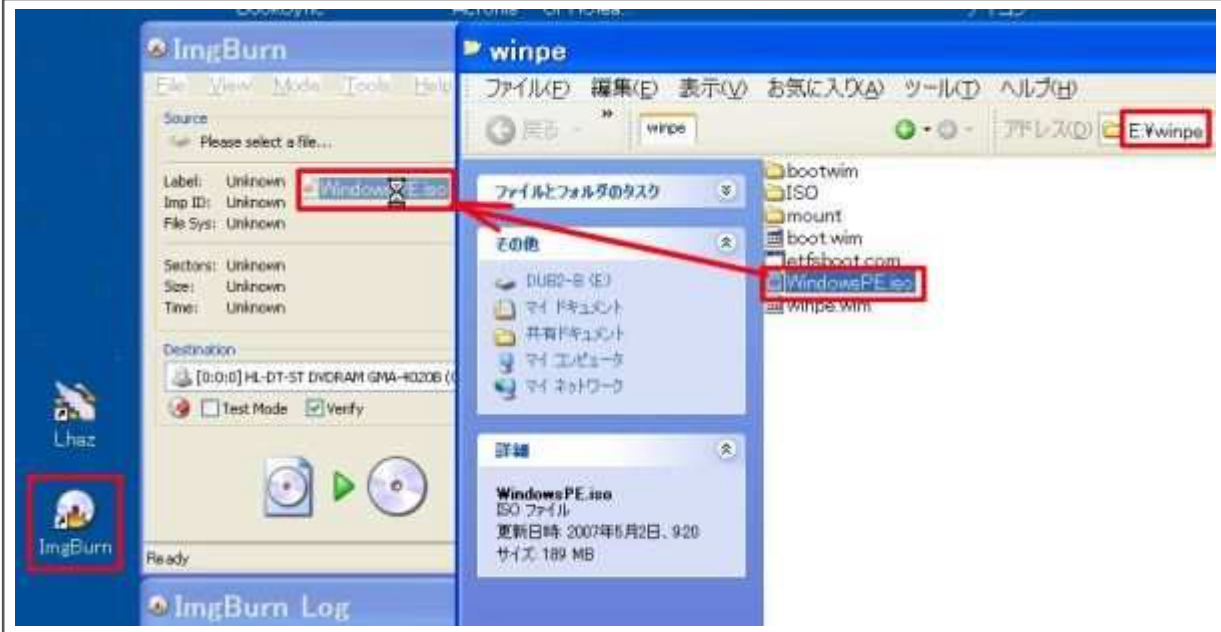 ImgBurn
File View Mode Tools Help
Source
Please select a file...
Label: Unknown
Imp ID: Unknown
File Sys: Unknown
WindowsPE.iso
Sectors: Unknown
Size: Unknown
Time: Unknown
Destination
[0:0:0] HL-DT-ST DVDRAM GMA-4020B (
Test Mode
Verify
Ready
ImgBurn Log
Lhaz
ImgBurn
winpe
ファイル(F) 編集(E) 表示(V) お気に入り(A) ツール(T) ヘルプ(H)
戻る
»
winpe
アドレス(D)
E:¥winpe
ファイルとフォルダのタスク
その他
DUB2-B (E)
マイ ドキュメント
共有ドキュメント
マイ コンピュータ
マイ ネットワーク
詳細
WindowsPE.iso
ISO ファイル
更新日時: 2007年5月2日、9:20
サイズ: 189 MB
bootwim
ISO
mount
boot.wim
etfsboot.com
WindowsPE.iso
winpe.wim